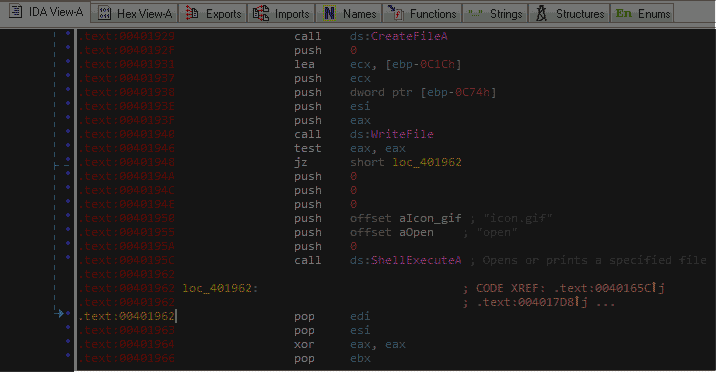 IDA View-A Hex View-A Exports Imports N Names Functions "..." Strings Structures En Enums
.text:00401929 call ds:CreateFileA
.text:0040192F push 0
.text:00401931 lea ecx, [ebp-0C1Ch]
.text:00401937 push ecx
.text:00401938 push dword ptr [ebp-0C74h]
.text:0040193E push esi
.text:0040193F push eax
.text:00401940 call ds:WriteFile
.text:00401946 test eax, eax
.text:00401948 jz short loc_401962
.text:0040194A push 0
.text:0040194C push 0
.text:0040194E push 0
.text:00401950 push offset aIcon_gif ; "icon.gif"
.text:00401955 push offset aOpen ; "open"
.text:0040195A push 0
.text:0040195C call ds:ShellExecuteA ; Opens or prints a specified file
.text:00401962
.text:00401962 loc_401962: ; CODE XREF: .text:0040165C↑j
.text:00401962 ; .text:004017D8↑j ...
.text:00401962 pop edi
.text:00401963 pop esi
.text:00401964 xor eax, eax
.text:00401966 pop ebx